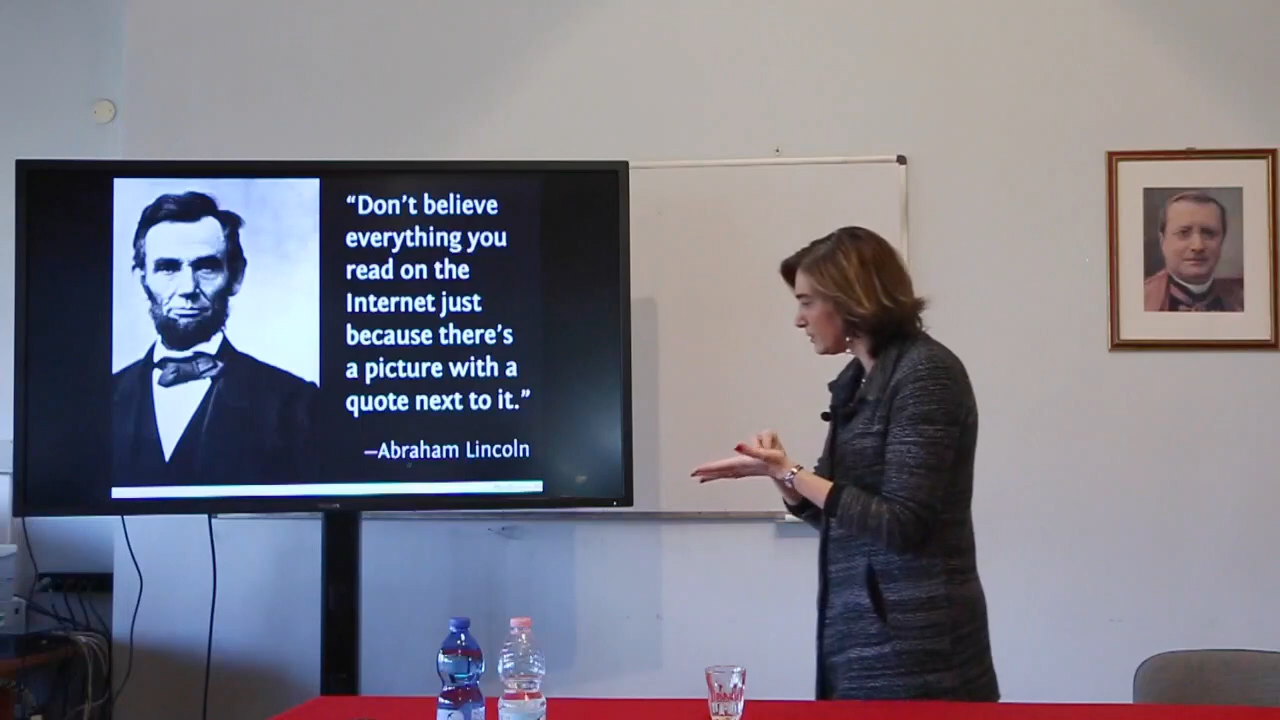 “Don’t believe
everything you
read on the
Internet just
because there’s
a picture with a
quote next to it.”
–Abraham Lincoln